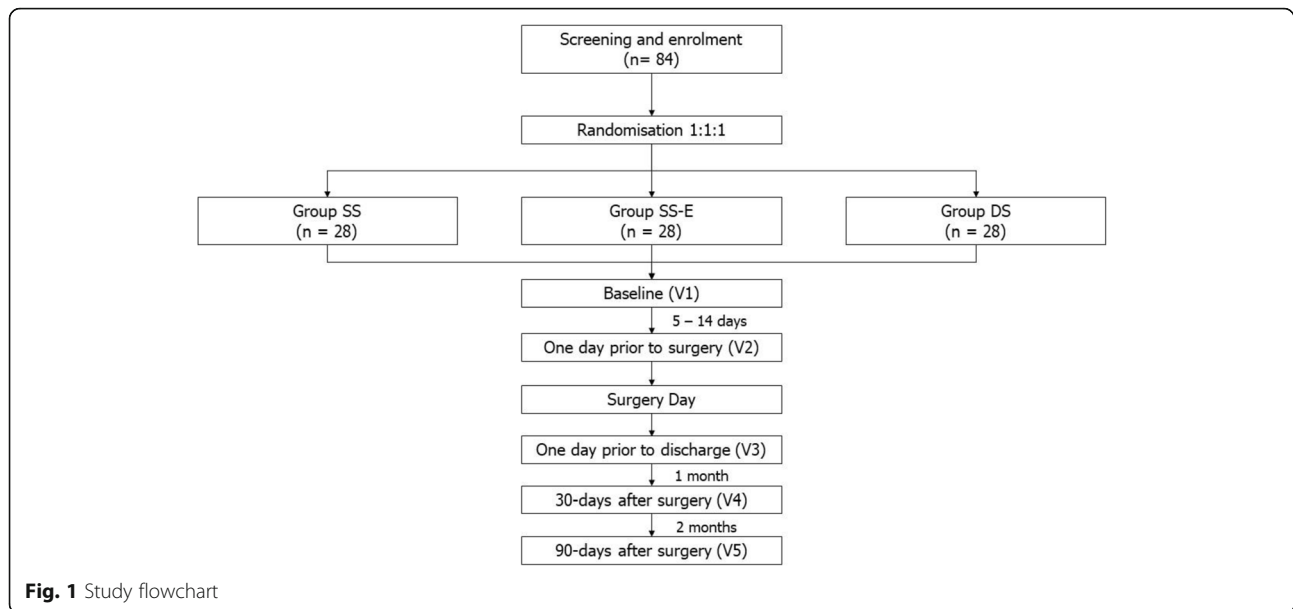 Screening and enrolment
(n= 84)
Randomisation 1:1:1
Group SS
(n = 28)
Group SS-E
(n = 28)
Group DS
(n = 28)
Baseline (V1)
5 – 14 days
One day prior to surgery (V2)
Surgery Day
One day prior to discharge (V3)
1 month
30-days after surgery (V4)
2 months
90-days after surgery (V5)
Fig. 1 Study flowchart